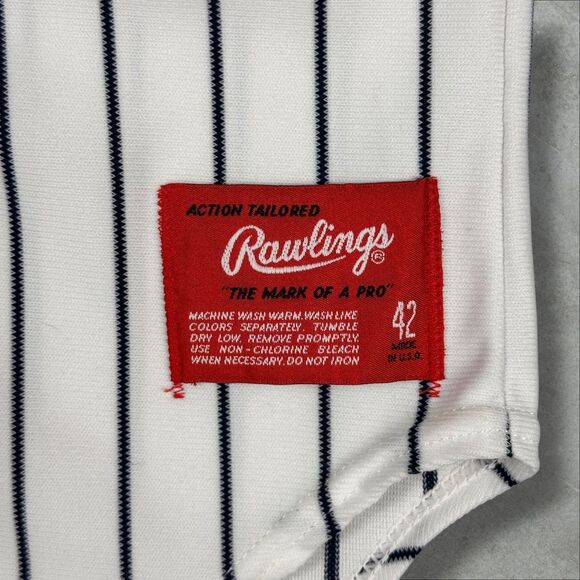 ACTION TAILORED
Rawlings®
"THE MARK OF A PRO"
MACHINE WASH WARM. WASH LIKE
COLORS SEPARATELY. TUMBLE
DRY LOW. REMOVE PROMPTLY.
USE NON-CHLORINE BLEACH
WHEN NECESSARY. DO NOT IRON
42
MADE
IN U.S.A.